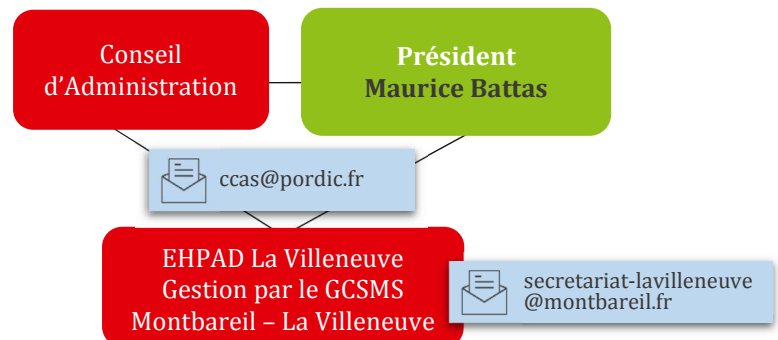 Conseil
d’Administration
Président
Maurice Battas
ccas@pordic.fr
EHPAD La Villeneuve
Gestion par le GCSMS
Montbareil – La Villeneuve
secretariat-lavilleneuve
@montbareil.fr